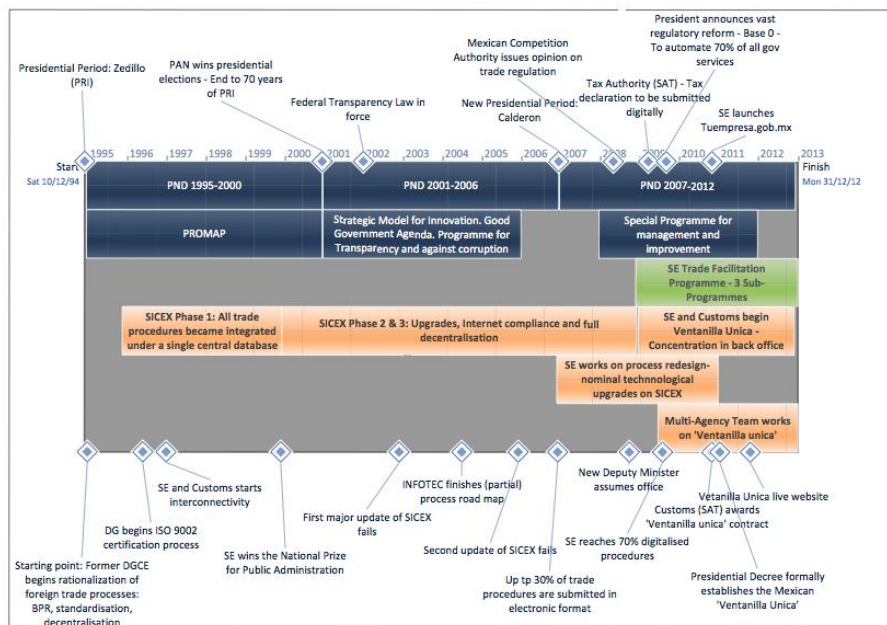 President announces vast
regulatory reform - Base 0 -
To automate 70% of all gov
services
Mexican Competition
Authority issues opinion on
trade regulation
PAN wins presidential
elections - End to 70 years
of PRI
Presidential Period: Zedillo
(PRI)
Tax Authority (SAT) - Tax
declaration to be submitted
digitally
Federal Transparency Law in
force
New Presidential Period:
Calderon
SE launches
Tuempresa.gob.mx
1995 1996 1997 1998 1999 2000 2001 2002 2003 2004 2005 2006 2007 2008 2009 2010 2011 2012 2013
Start
Sat 10/12/94
Finish
Mon 31/12/12
PND 1995-2000
PND 2001-2006
PND 2007-2012
PROMAP
Strategic Model for Innovation. Good
Government Agenda. Programme for
Transparency and against corruption
Special Programme for
management and
improvement
SE Trade Facilitation
Programme - 3 Sub-
Programmes
SICEX Phase 1: All trade
procedures became integrated
under a single central database
SICEX Phase 2 & 3: Upgrades, Internet compliance and full
decentralisation
SE and Customs begin
Ventanilla Unica -
Concentration in back office
SE works on process redesign-
nominal technnological
upgrades on SICEX
Multi-Agency Team works
on 'Ventanilla unica'
SE and Customs starts
interconnectivity
INFOTEC finishes (partial)
process road map
New Deputy Minister
assumes office
Vetanilla Unica live website
Customs (SAT) awards
'Ventanilla unica' contract
First major update of SICEX
fails
DG begins ISO 9002
certification process
SE wins the National Prize
for Public Administration
Second update of SICEX fails
SE reaches 70% digitalised
procedures
Starting point: Former DGCE
begins rationalization of
foreign trade processes:
BPR, standardisation,
decentralisation
Up tp 30% of trade
procedures are submitted in
electronic format
Presidential Decree formally
establishes the Mexican
'Ventanilla Unica'